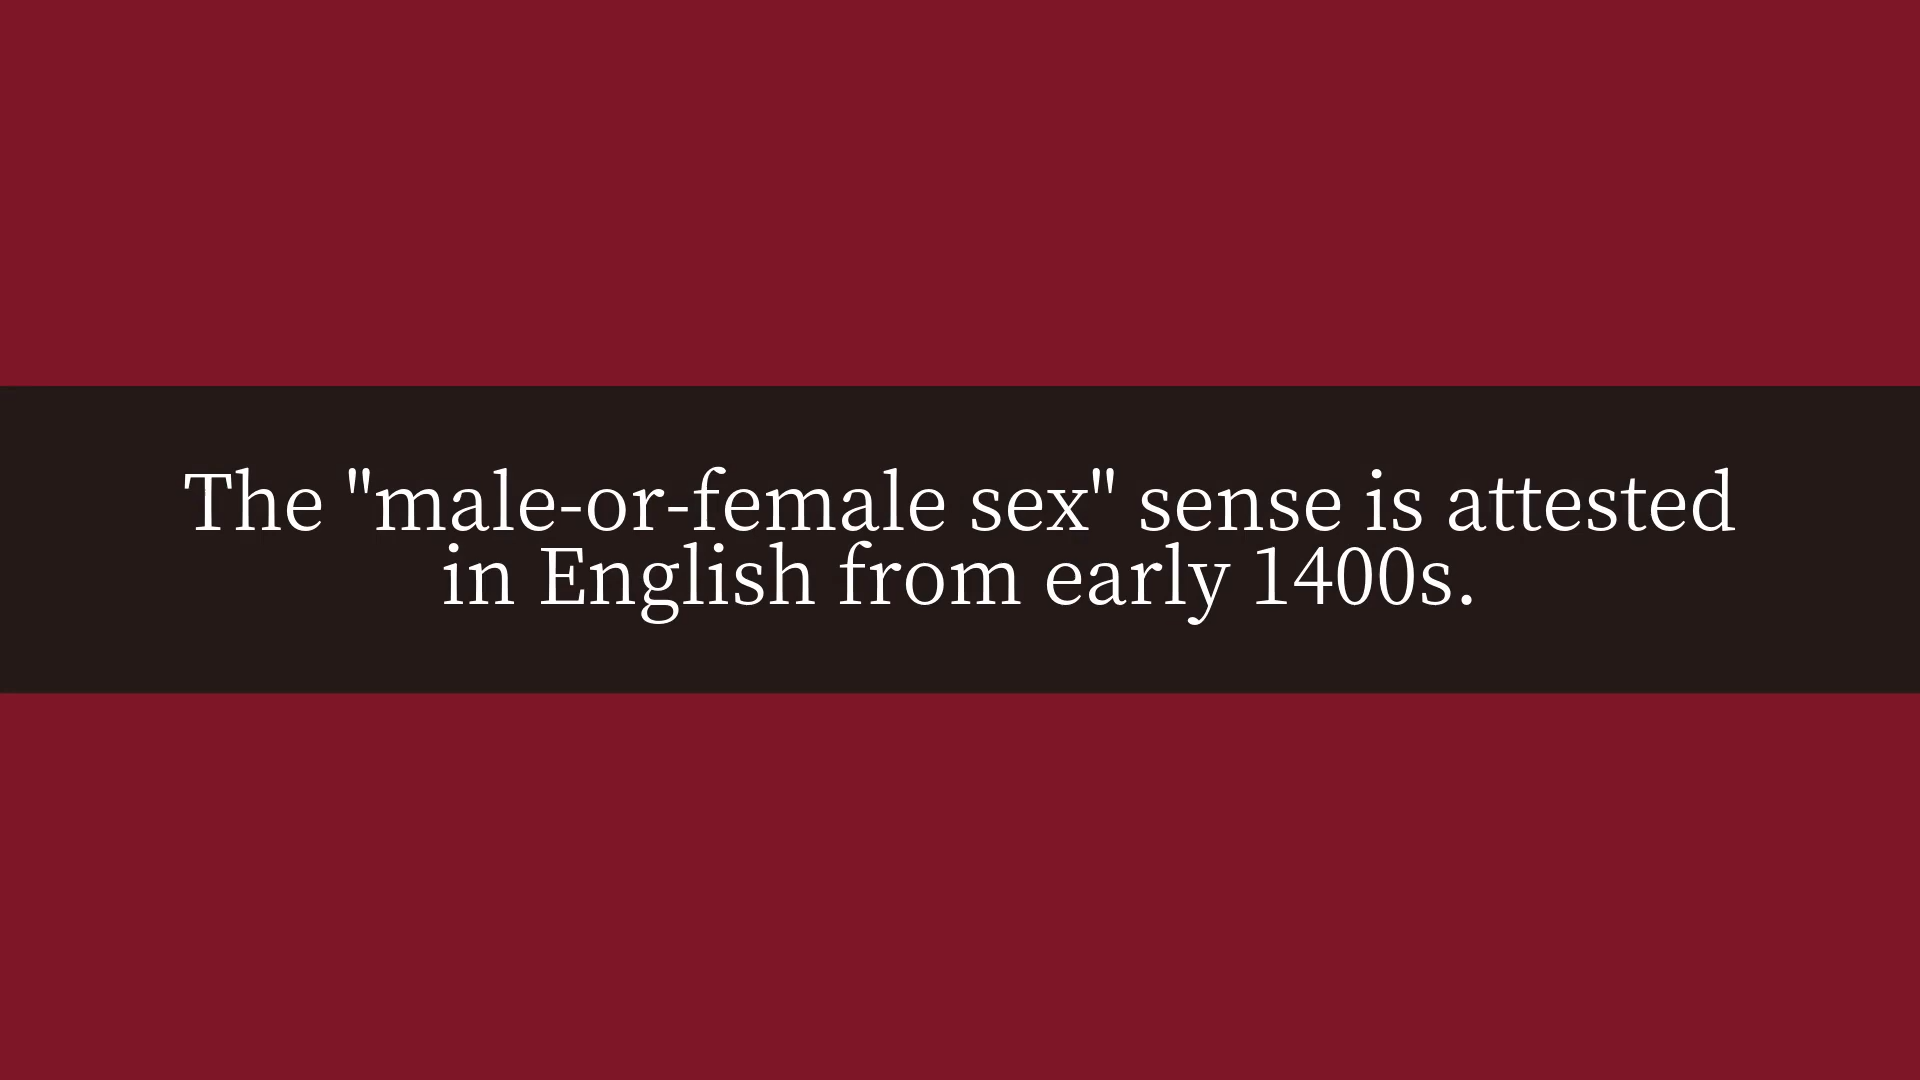 The "male-or-female sex" sense is attested
in English from early 1400s.